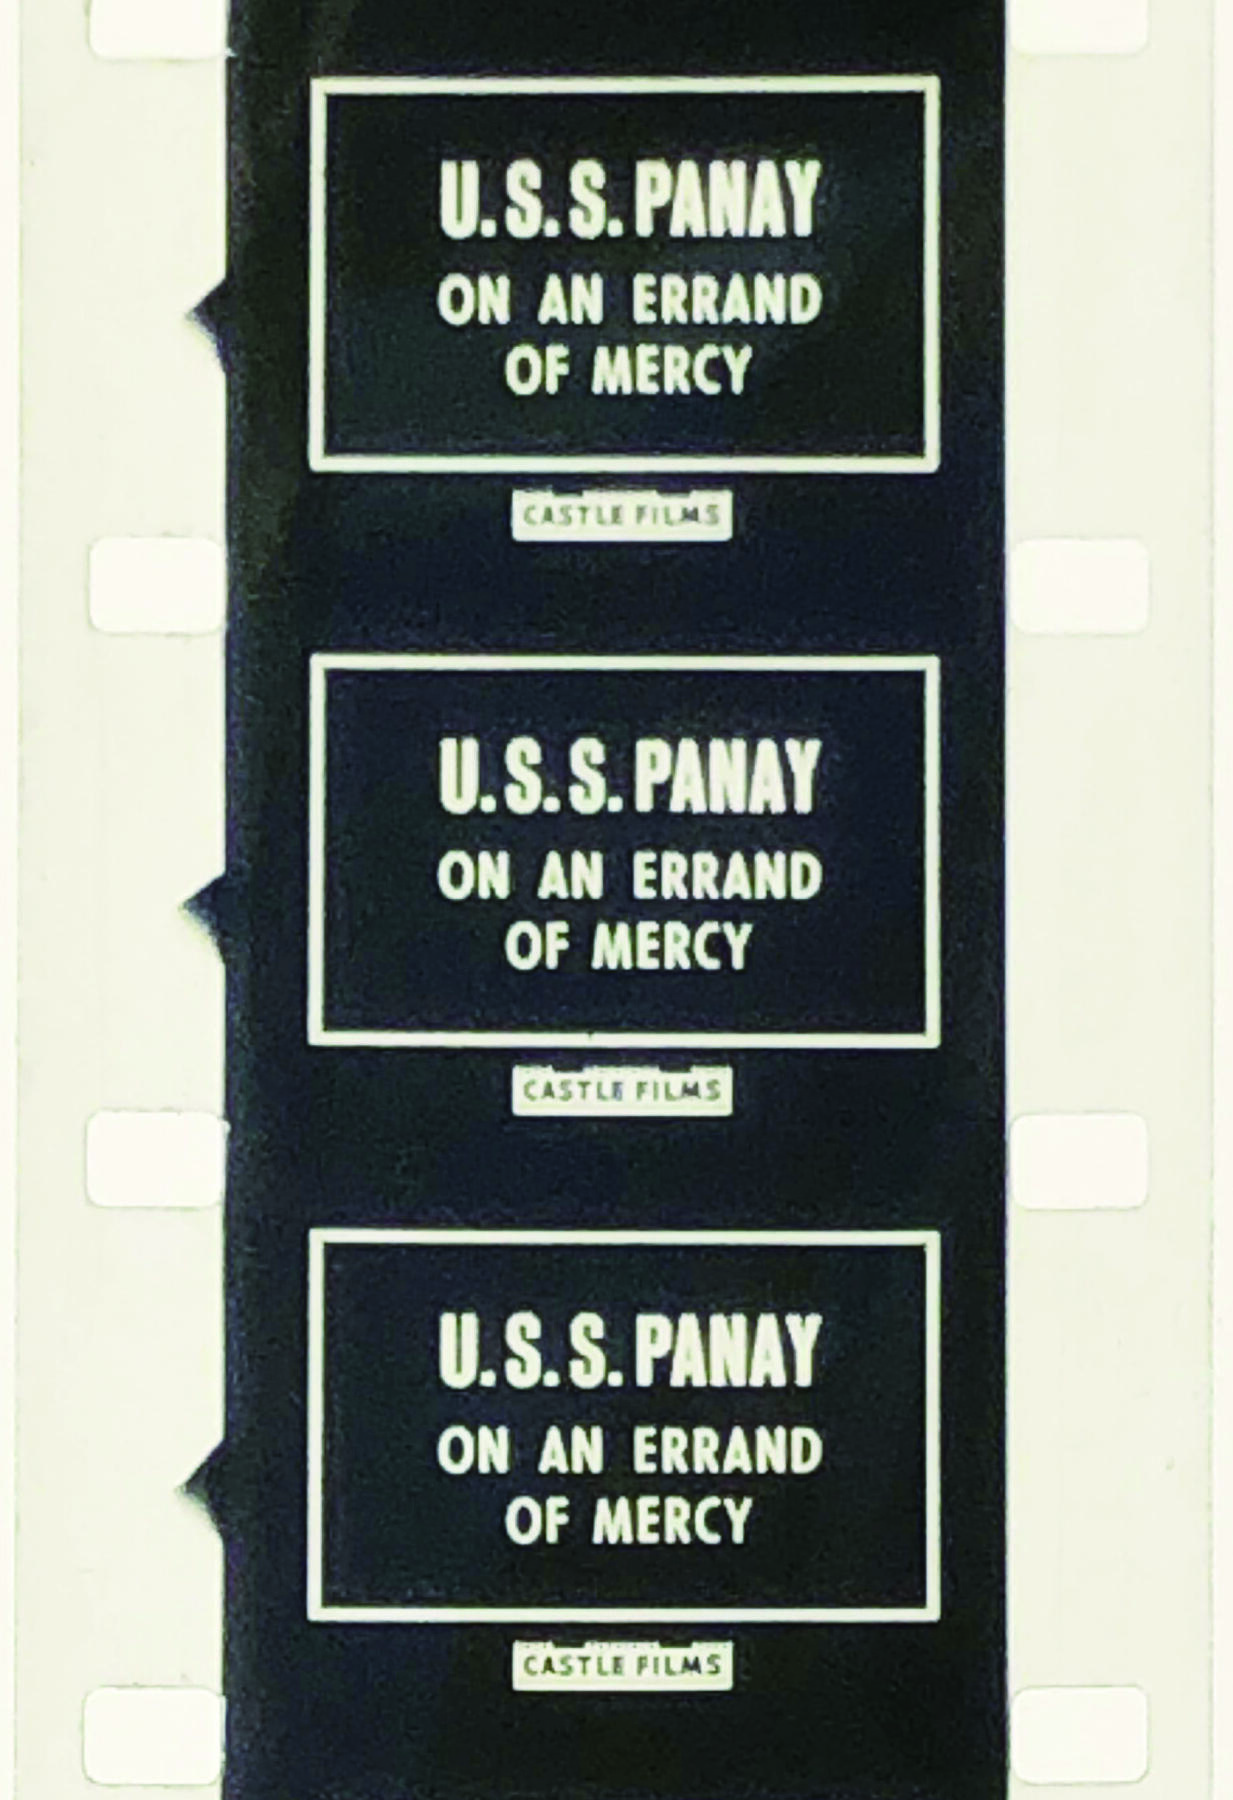 U.S.S. PANAY
ON AN ERRAND
OF MERCY
CASTLE FILMS
U.S.S. PANAY
ON AN ERRAND
OF MERCY
CASTLE FILMS
U.S.S. PANAY
ON AN ERRAND
OF MERCY
CASTLE FILMS